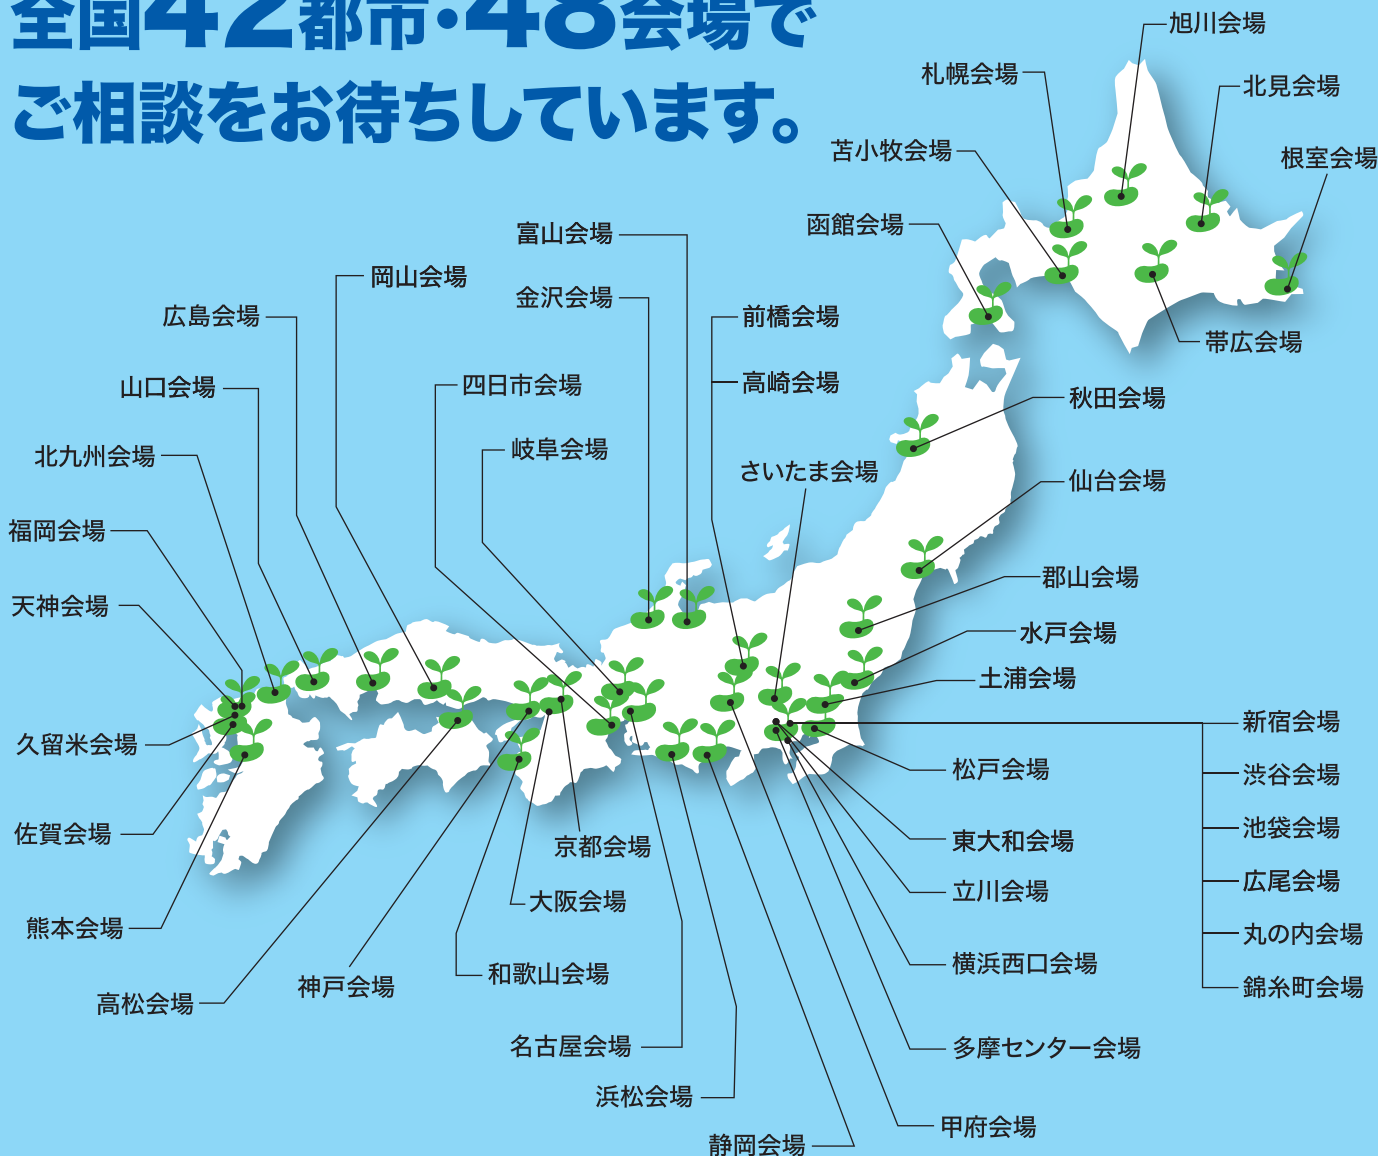 全国42都市・48会場で
ご相談をお待ちしています。
旭川会場
札幌会場
北見会場
苫小牧会場
根室会場
函館会場
富山会場
岡山会場
金沢会場
広島会場
前橋会場
帯広会場
山口会場
四日市会場
高崎会場
秋田会場
北九州会場
岐阜会場
さいたま会場
仙台会場
福岡会場
郡山会場
天神会場
水戸会場
土浦会場
久留米会場
新宿会場
松戸会場
渋谷会場
佐賀会場
京都会場
東大和会場
池袋会場
大阪会場
立川会場
広尾会場
熊本会場
丸の内会場
神戸会場
和歌山会場
横浜西口会場
錦糸町会場
高松会場
名古屋会場
多摩センター会場
浜松会場
甲府会場
静岡会場